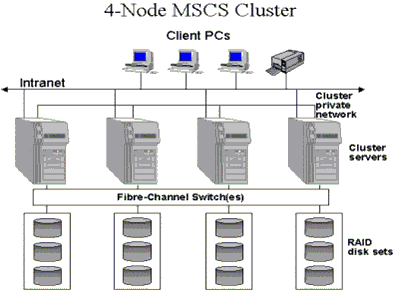 4-Node MSCS Cluster
Client PCs
Intranet
Cluster
private
network
Cluster
servers
Fibre-Channel Switch(es)
RAID
disk sets